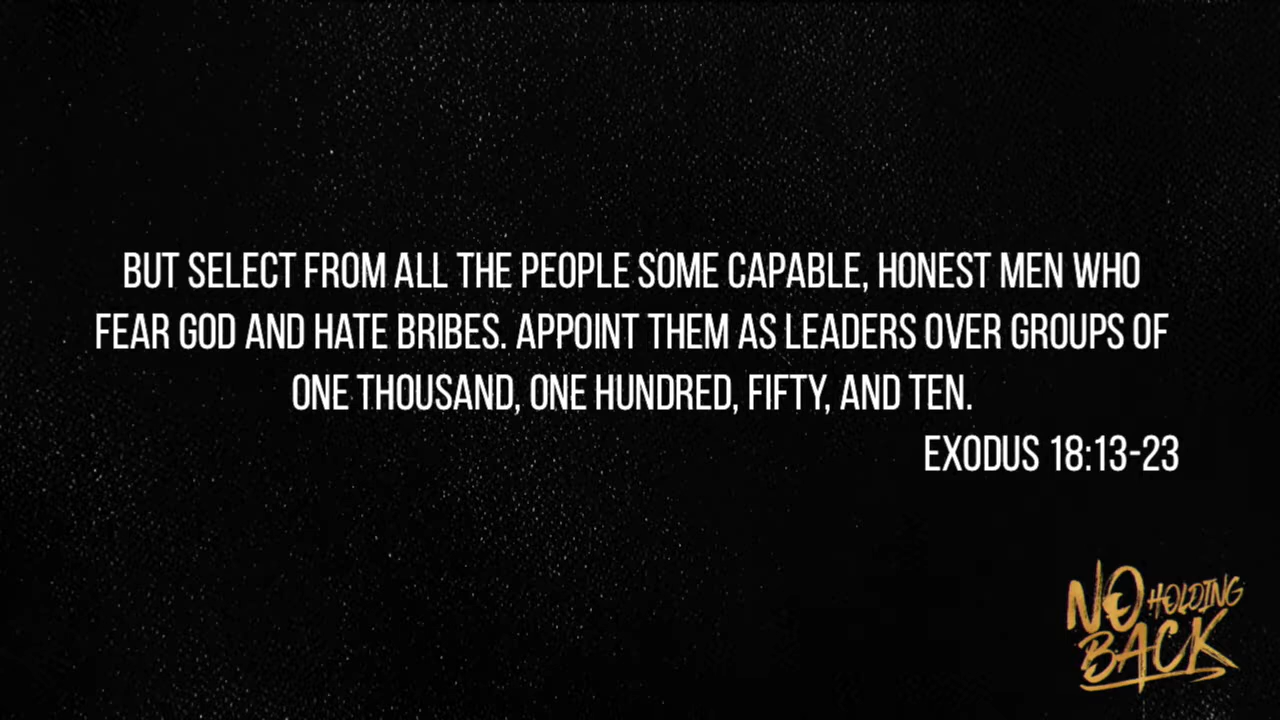 BUT SELECT FROM ALL THE PEOPLE SOME CAPABLE, HONEST MEN WHO
FEAR GOD AND HATE BRIBES. APPOINT THEM AS LEADERS OVER GROUPS OF
ONE THOUSAND, ONE HUNDRED, FIFTY, AND TEN.
EXODUS 18:13-23
NO HOLDING
BACK